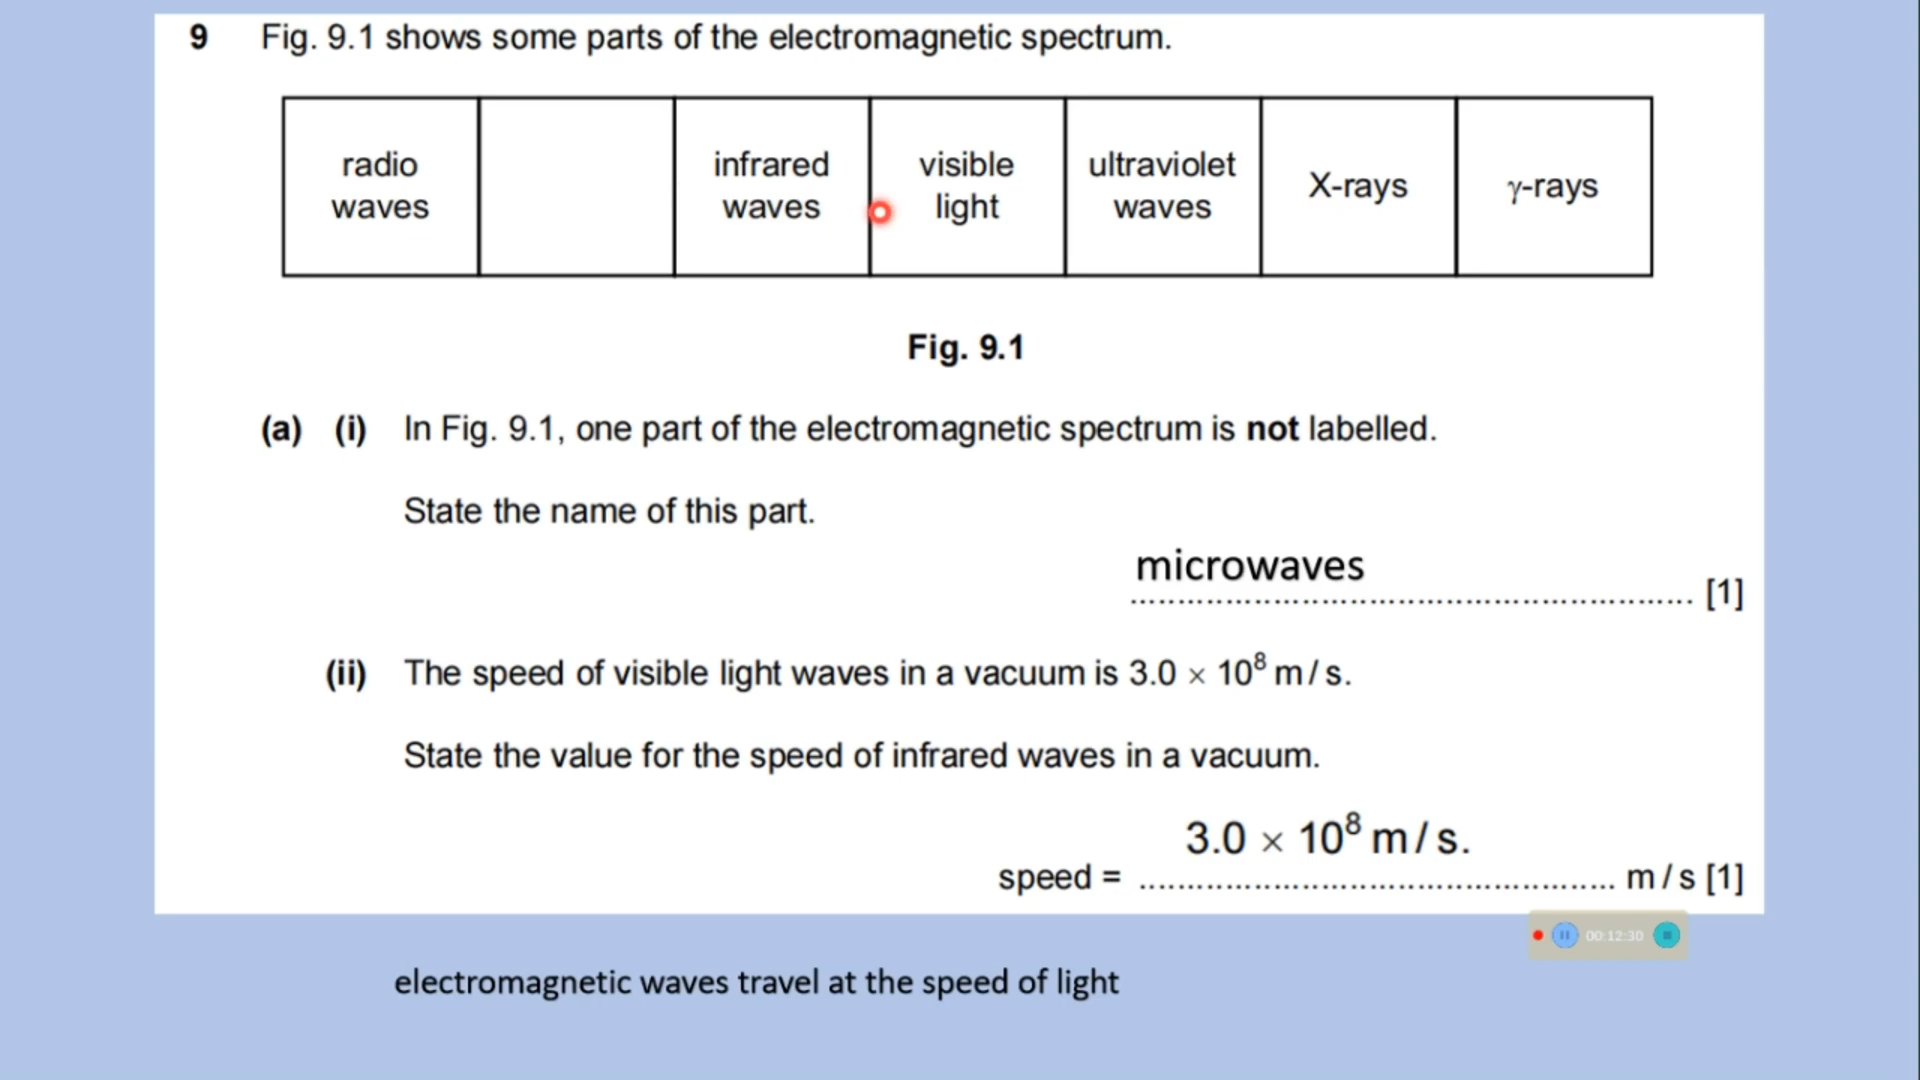 9 Fig. 9.1 shows some parts of the electromagnetic spectrum.
radio waves
infrared waves
visible light
ultraviolet waves
X-rays
γ-rays
Fig. 9.1
(a) (i) In Fig. 9.1, one part of the electromagnetic spectrum is not labelled.
State the name of this part.
microwaves
[1]
(ii) The speed of visible light waves in a vacuum is 3.0 × 10⁸ m/s.
State the value for the speed of infrared waves in a vacuum.
3.0 × 10⁸ m/s.
speed = ................................................ m/s [1]
00:12:30
electromagnetic waves travel at the speed of light